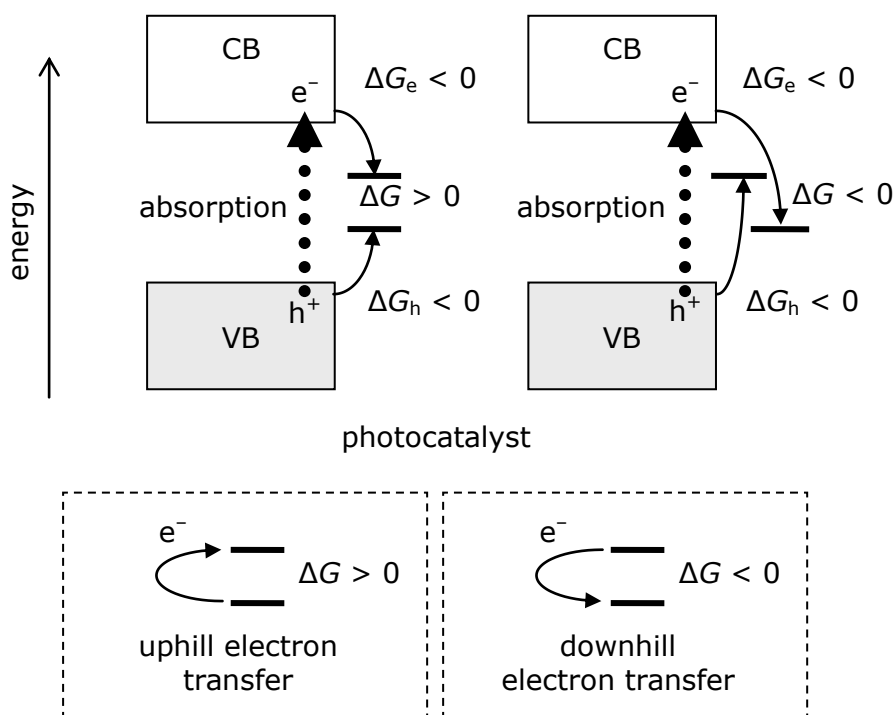 CB
e⁻
ΔGₑ < 0
absorption
ΔG > 0
h⁺
ΔGₕ < 0
VB
CB
e⁻
ΔGₑ < 0
absorption
ΔG < 0
h⁺
ΔGₕ < 0
VB
energy
photocatalyst
e⁻
ΔG > 0
uphill electron
transfer
e⁻
ΔG < 0
downhill
electron transfer